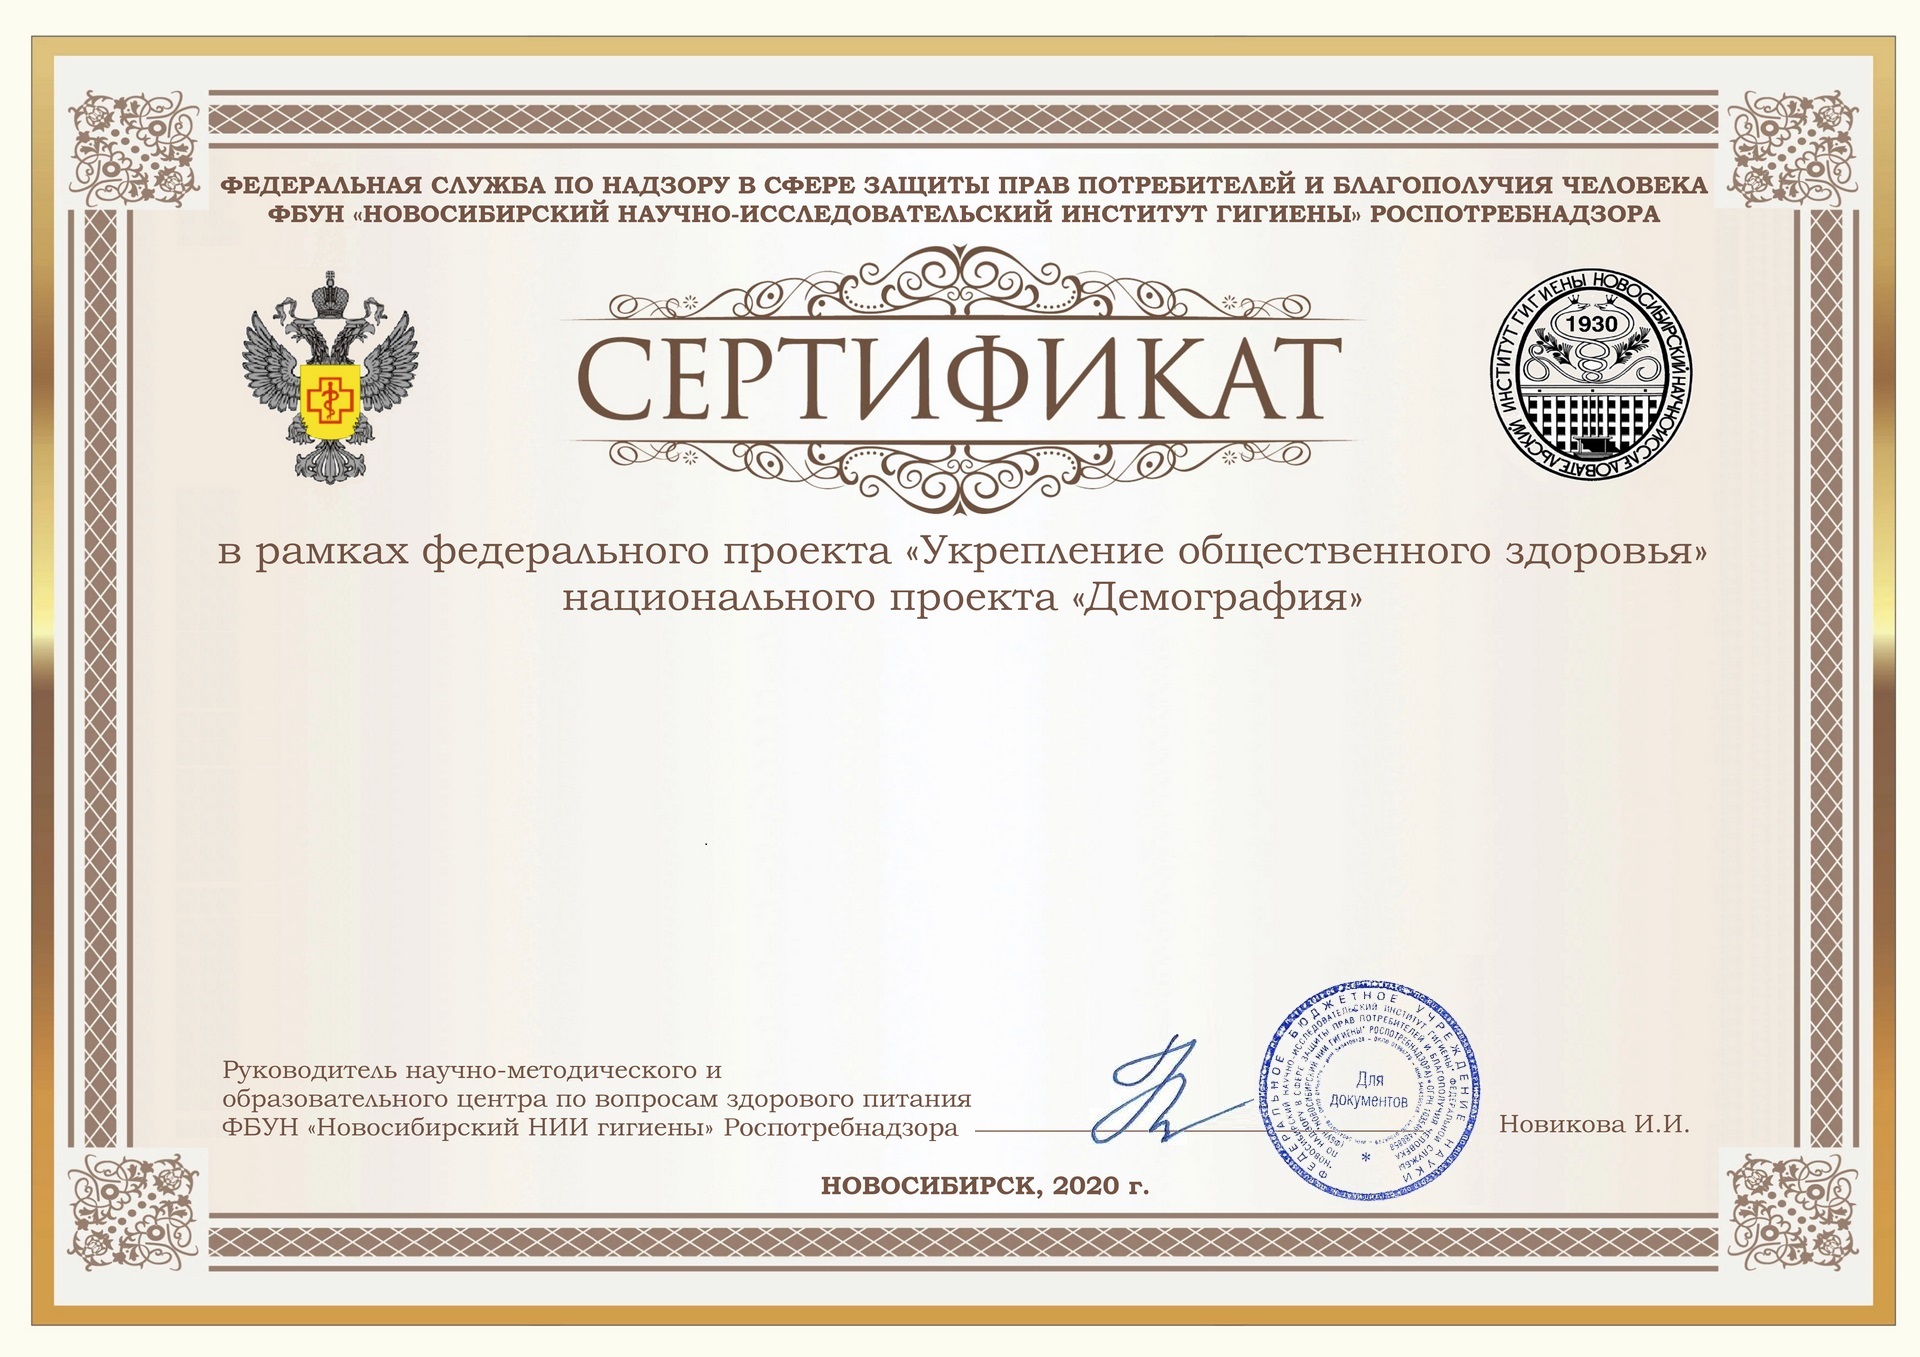 ФЕДЕРАЛЬНАЯ СЛУЖБА ПО НАДЗОРУ В СФЕРЕ ЗАЩИТЫ ПРАВ ПОТРЕБИТЕЛЕЙ И БЛАГОПОЛУЧИЯ ЧЕЛОВЕКА
ФБУН «НОВОСИБИРСКИЙ НАУЧНО-ИССЛЕДОВАТЕЛЬСКИЙ ИНСТИТУТ ГИГИЕНЫ» РОСПОТРЕБНАДЗОРА
СЕРТИФИКАТ
НОВОСИБИРСКИЙ НАУЧНО-ИССЛЕДОВАТЕЛЬСКИЙ ИНСТИТУТ ГИГИЕНЫ
1930
в рамках федерального проекта «Укрепление общественного здоровья»
национального проекта «Демография»
Руководитель научно-методического и
образовательного центра по вопросам здорового питания
ФБУН «Новосибирский НИИ гигиены» Роспотребнадзора
ФЕДЕРАЛЬНОЕ БЮДЖЕТНОЕ УЧРЕЖДЕНИЕ НАУКИ
Для
документов
Новикова И.И.
НОВОСИБИРСК, 2020 г.